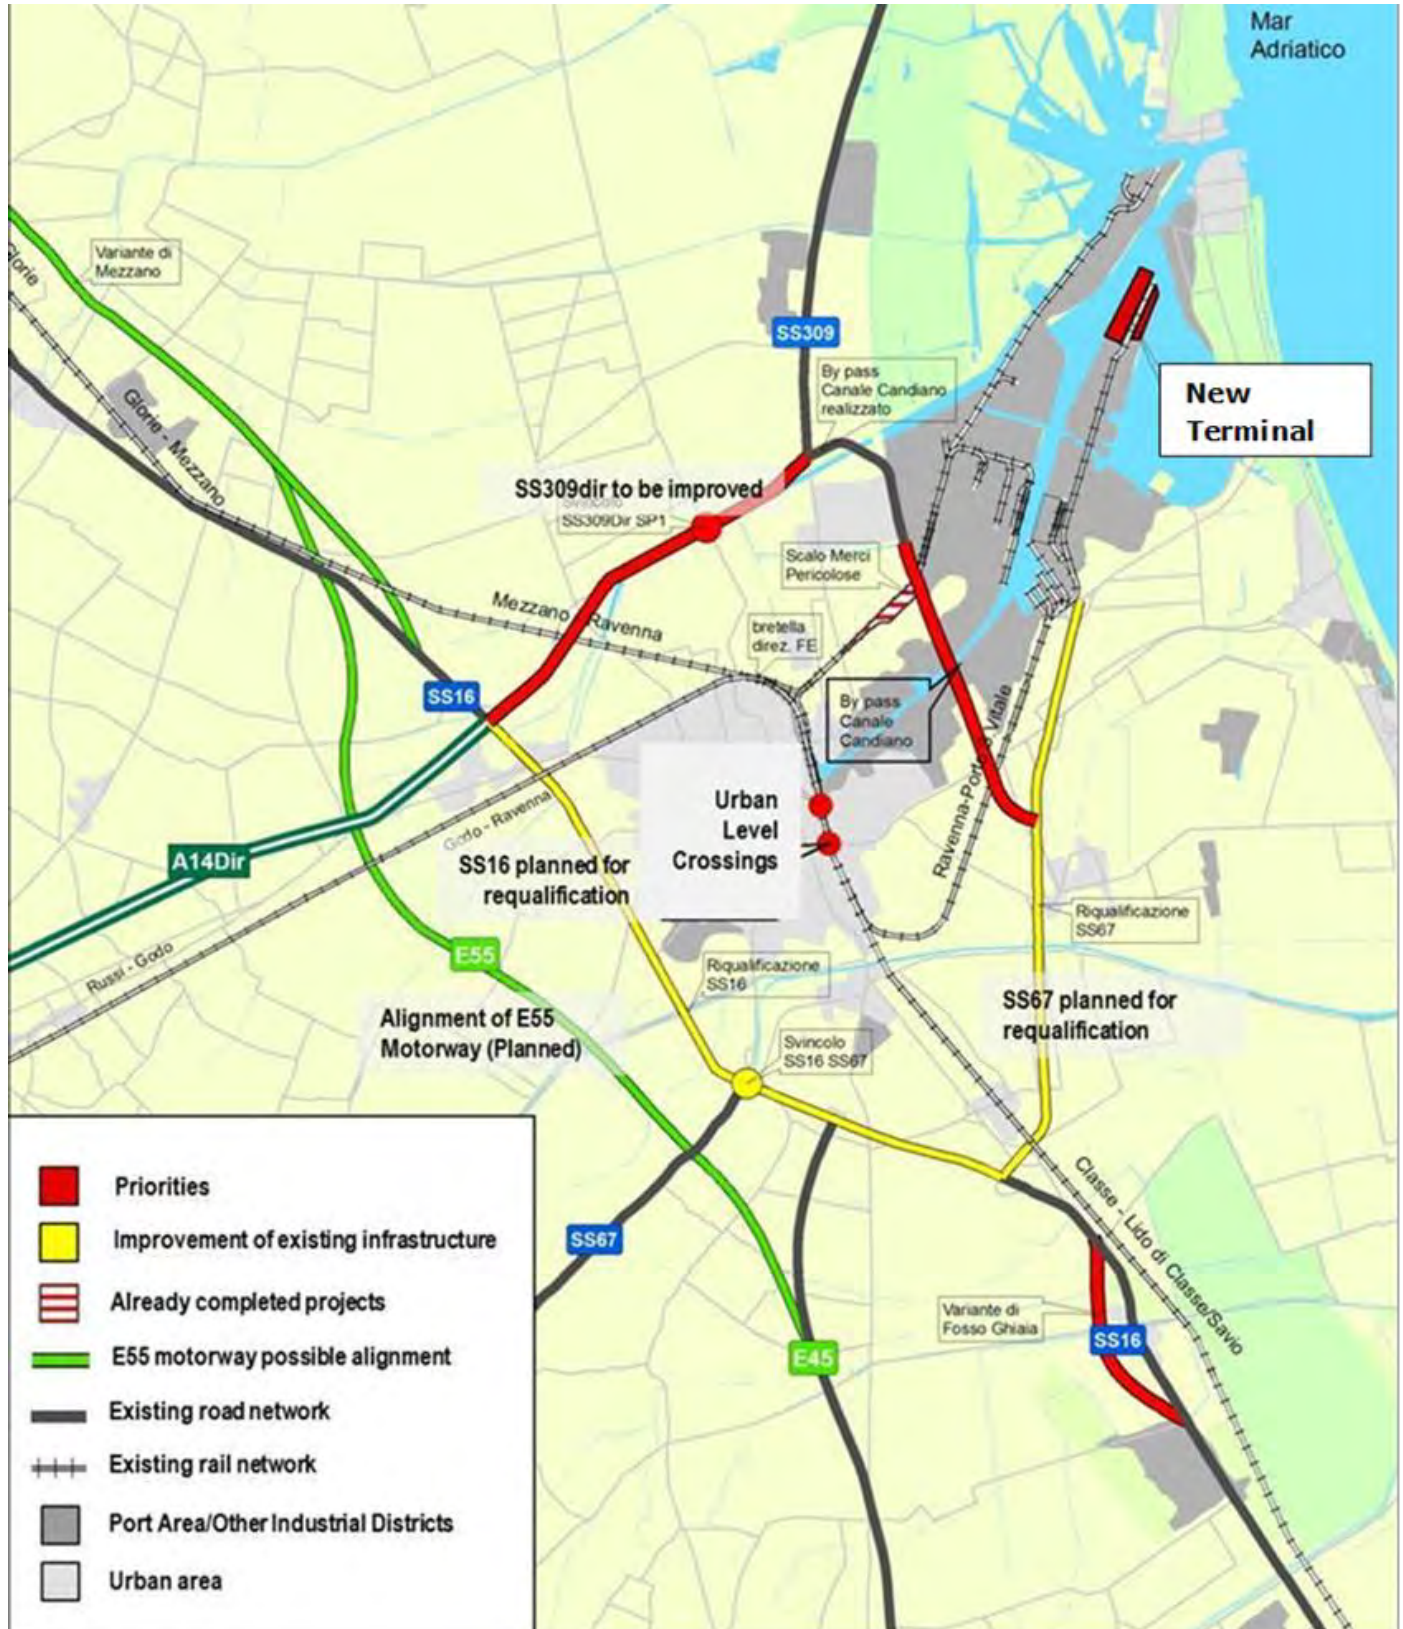 Mar
Adriatico
Variante di
Mezzano
Glorie
SS309
By pass
Canale Candiano
realizzato
New
Terminal
Glorie - Mezzano
SS309dir to be improved
Svincolo
SS309Dir SP1
Scalo Merci
Pericolose
Mezzano - Ravenna
bretella
direz. FE
SS16
By pass
Canale
Candiano
Ravenna-Porto Vitale
Urban
Level
Crossings
Godo - Ravenna
A14Dir
SS16 planned for
requalification
Riqualificazione
SS67
E55
Russi - Godo
Riqualificazione
SS16
SS67 planned for
requalification
Alignment of E55
Motorway (Planned)
Svincolo
SS16 SS67
Classe - Lido di Classe/Savio
SS67
Variante di
Fosso Ghiaia
SS16
E45
Priorities
Improvement of existing infrastructure
Already completed projects
E55 motorway possible alignment
Existing road network
Existing rail network
Port Area/Other Industrial Districts
Urban area